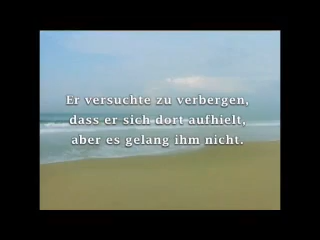 Er versuchte zu verbergen,
dass er sich dort aufhielt,
aber es gelang ihm nicht.